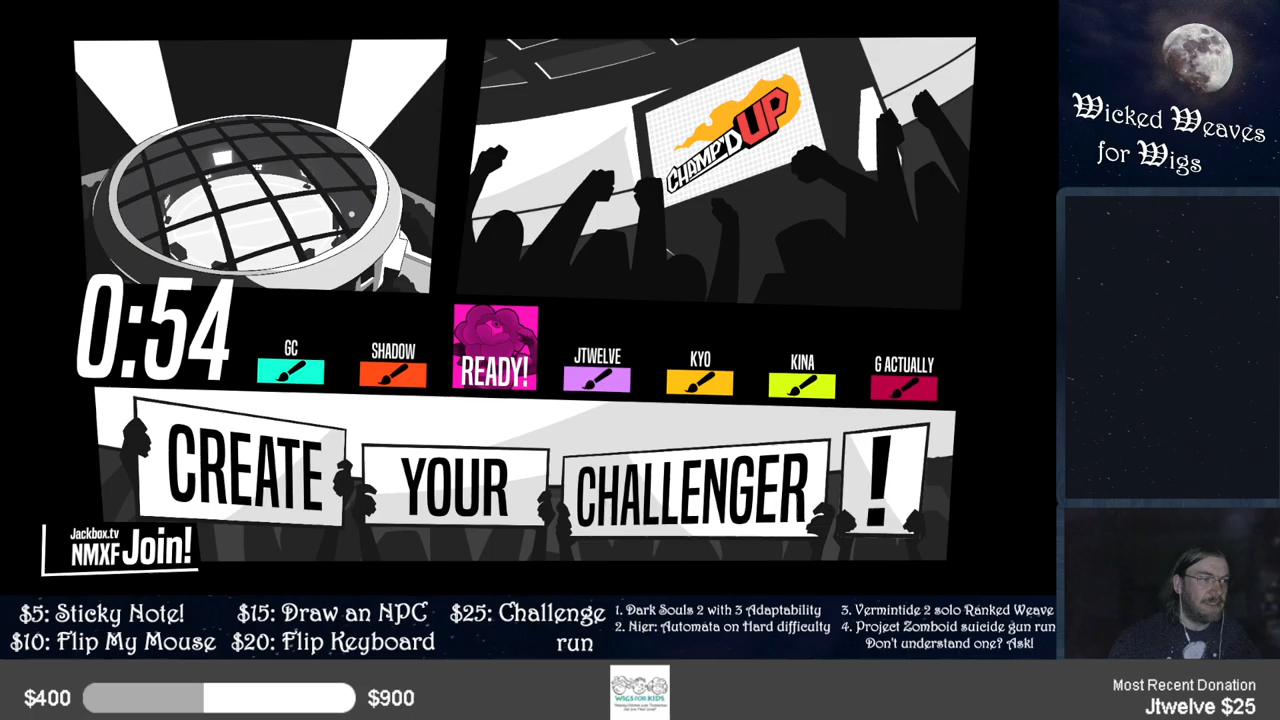 CHAMP'D UP
Wicked Weaves
for Wigs
0:54
GC
SHADOW
READY!
JTWELVE
KYO
KINA
G ACTUALLY
CREATE
YOUR
CHALLENGER
!
Jackbox.tv
NMXF Join!
$5: Sticky Note!
$10: Flip My Mouse
$15: Draw an NPC
$20: Flip Keyboard
$25: Challenge
run
1. Dark Souls 2 with 3 Adaptability
2. Nier: Automata on Hard difficulty
3. Vermintide 2 solo Ranked Weave
4. Project Zomboid suicide gun run
Don't understand one? Ask!
$400
$900
WIGS FOR KIDS
Most Recent Donation
Jtwelve $25